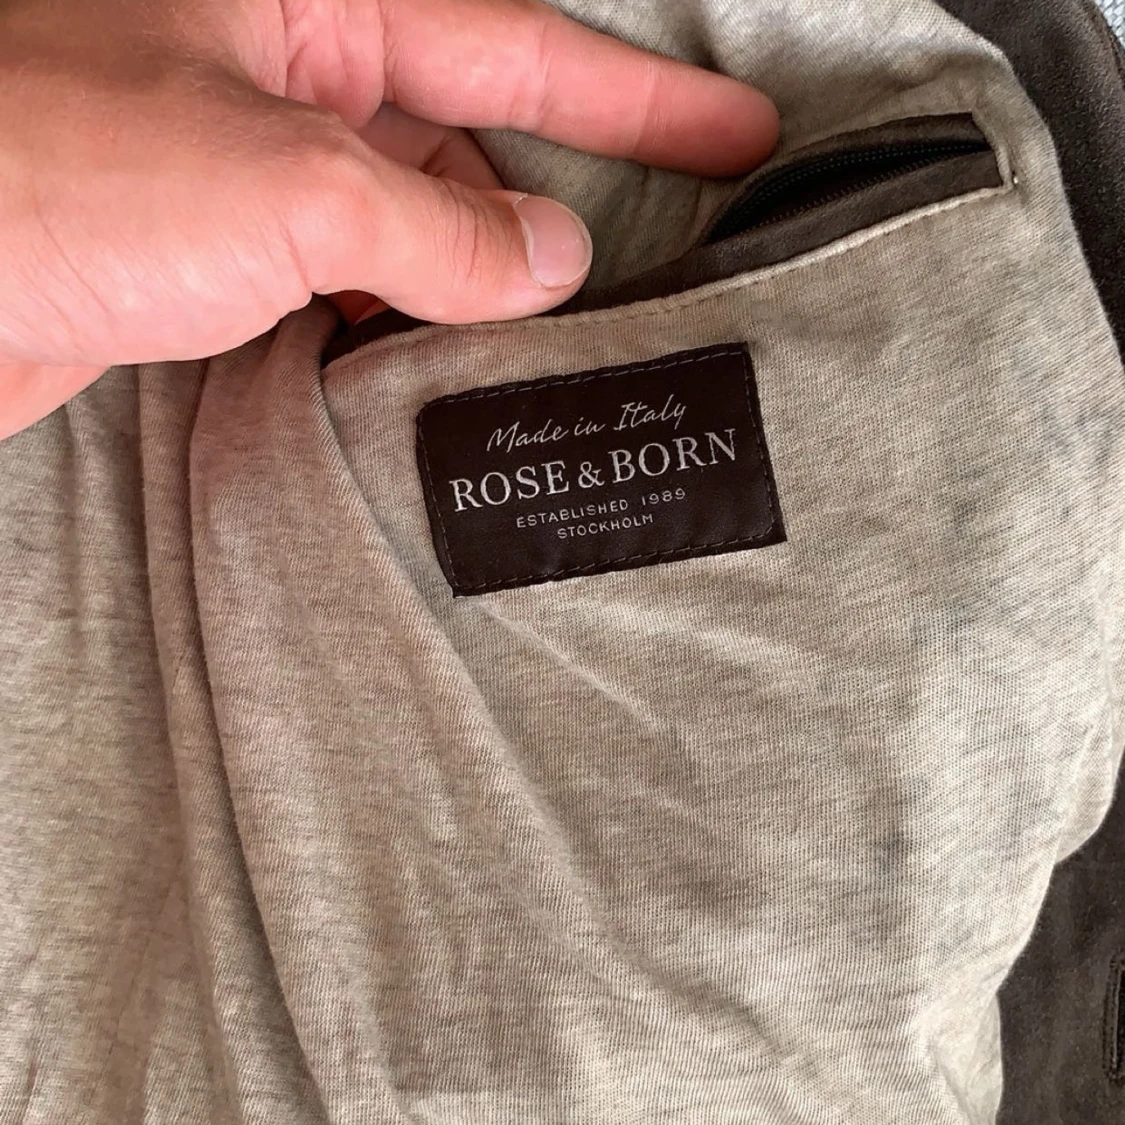 Made in Italy
ROSE & BORN
ESTABLISHED 1989
STOCKHOLM